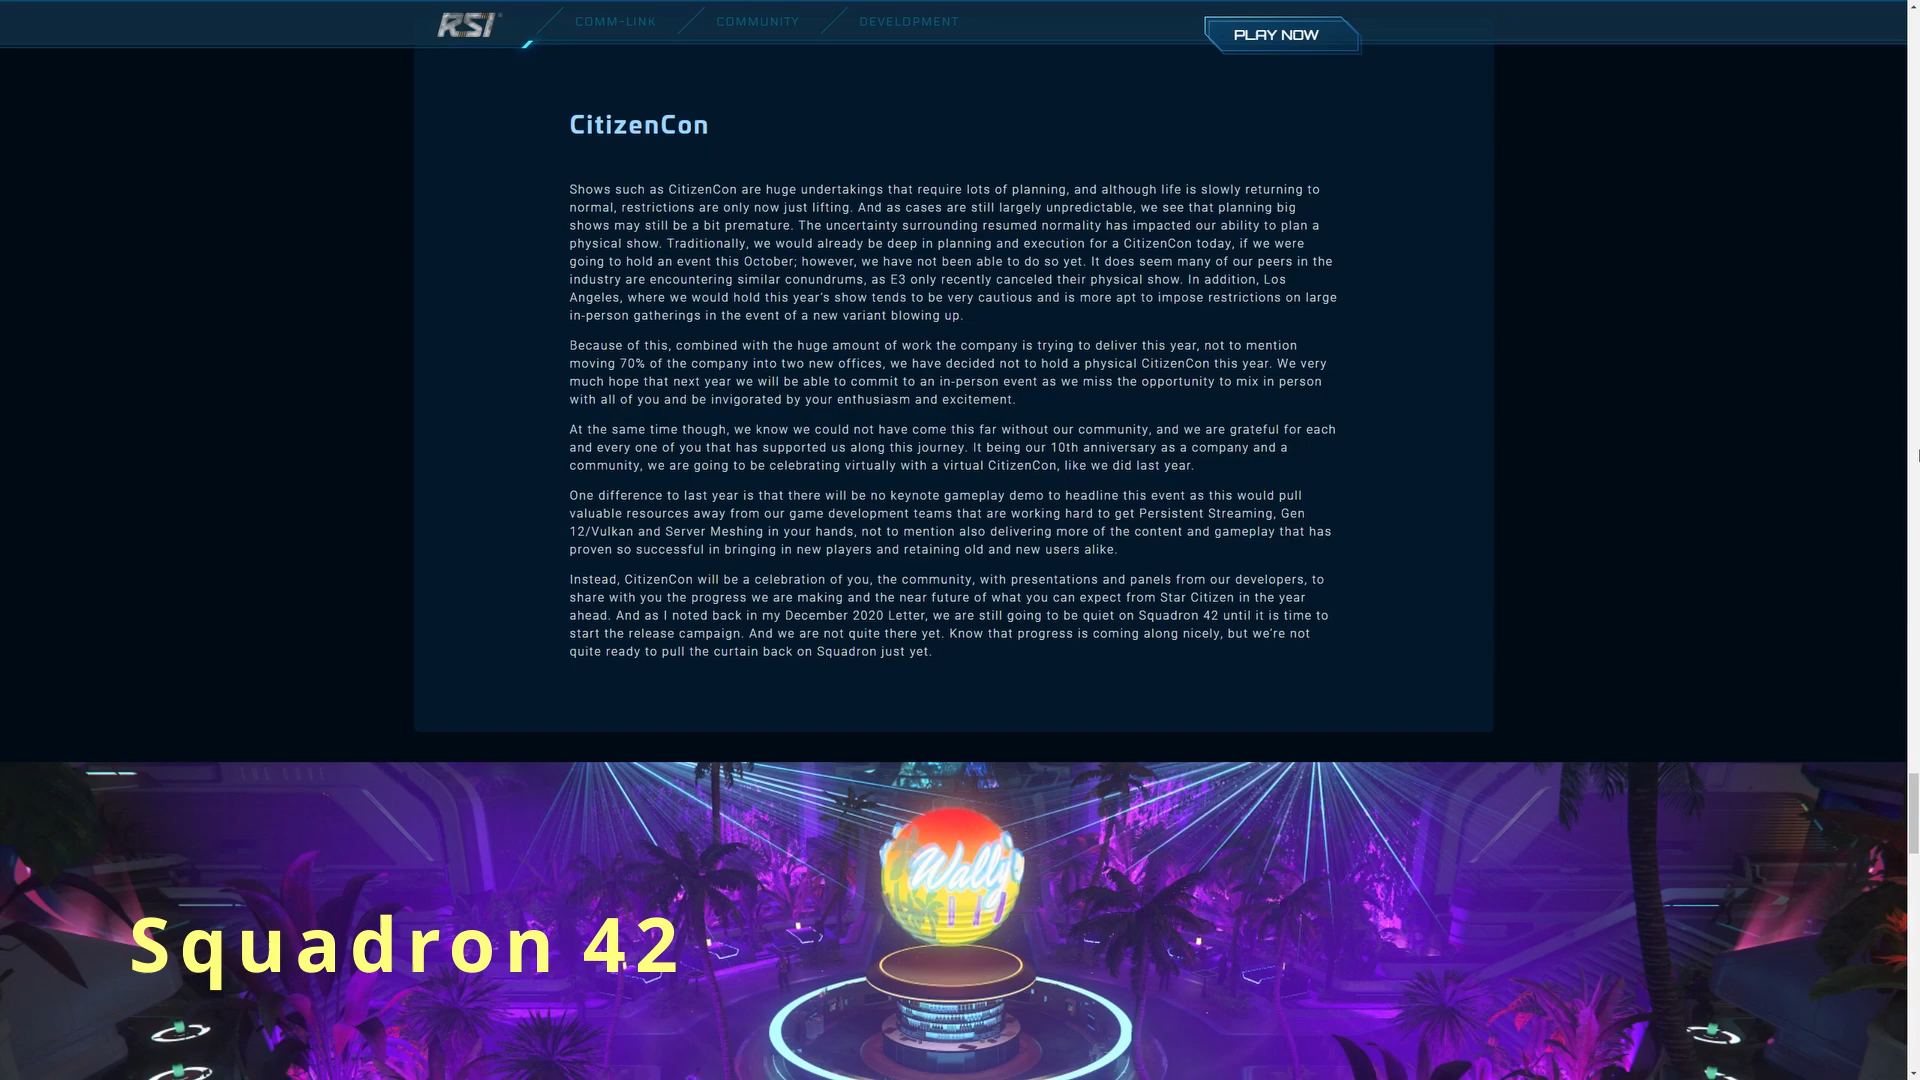 RSI COMM-LINK COMMUNITY DEVELOPMENT PLAY NOW
CitizenCon
Shows such as CitizenCon are huge undertakings that require lots of planning, and although life is slowly returning to
normal, restrictions are only now just lifting. And as cases are still largely unpredictable, we see that planning big
shows may still be a bit premature. The uncertainty surrounding resumed normality has impacted our ability to plan a
physical show. Traditionally, we would already be deep in planning and execution for a CitizenCon today, if we were
going to hold an event this October; however, we have not been able to do so yet. It does seem many of our peers in the
industry are encountering similar conundrums, as E3 only recently canceled their physical show. In addition, Los
Angeles, where we would hold this year's show tends to be very cautious and is more apt to impose restrictions on large
in-person gatherings in the event of a new variant blowing up.
Because of this, combined with the huge amount of work the company is trying to deliver this year, not to mention
moving 70% of the company into two new offices, we have decided not to hold a physical CitizenCon this year. We very
much hope that next year we will be able to commit to an in-person event as we miss the opportunity to mix in person
with all of you and be invigorated by your enthusiasm and excitement.
At the same time though, we know we could not have come this far without our community, and we are grateful for each
and every one of you that has supported us along this journey. It being our 10th anniversary as a company and a
community, we are going to be celebrating virtually with a virtual CitizenCon, like we did last year.
One difference to last year is that there will be no keynote gameplay demo to headline this event as this would pull
valuable resources away from our game development teams that are working hard to get Persistent Streaming, Gen
12/Vulkan and Server Meshing in your hands, not to mention also delivering more of the content and gameplay that has
proven so successful in bringing in new players and retaining old and new users alike.
Instead, CitizenCon will be a celebration of you, the community, with presentations and panels from our developers, to
share with you the progress we are making and the near future of what you can expect from Star Citizen in the year
ahead. And as I noted back in my December 2020 Letter, we are still going to be quiet on Squadron 42 until it is time to
start the release campaign. And we are not quite there yet. Know that progress is coming along nicely, but we're not
quite ready to pull the curtain back on Squadron just yet.
Wally's
Squadron 42